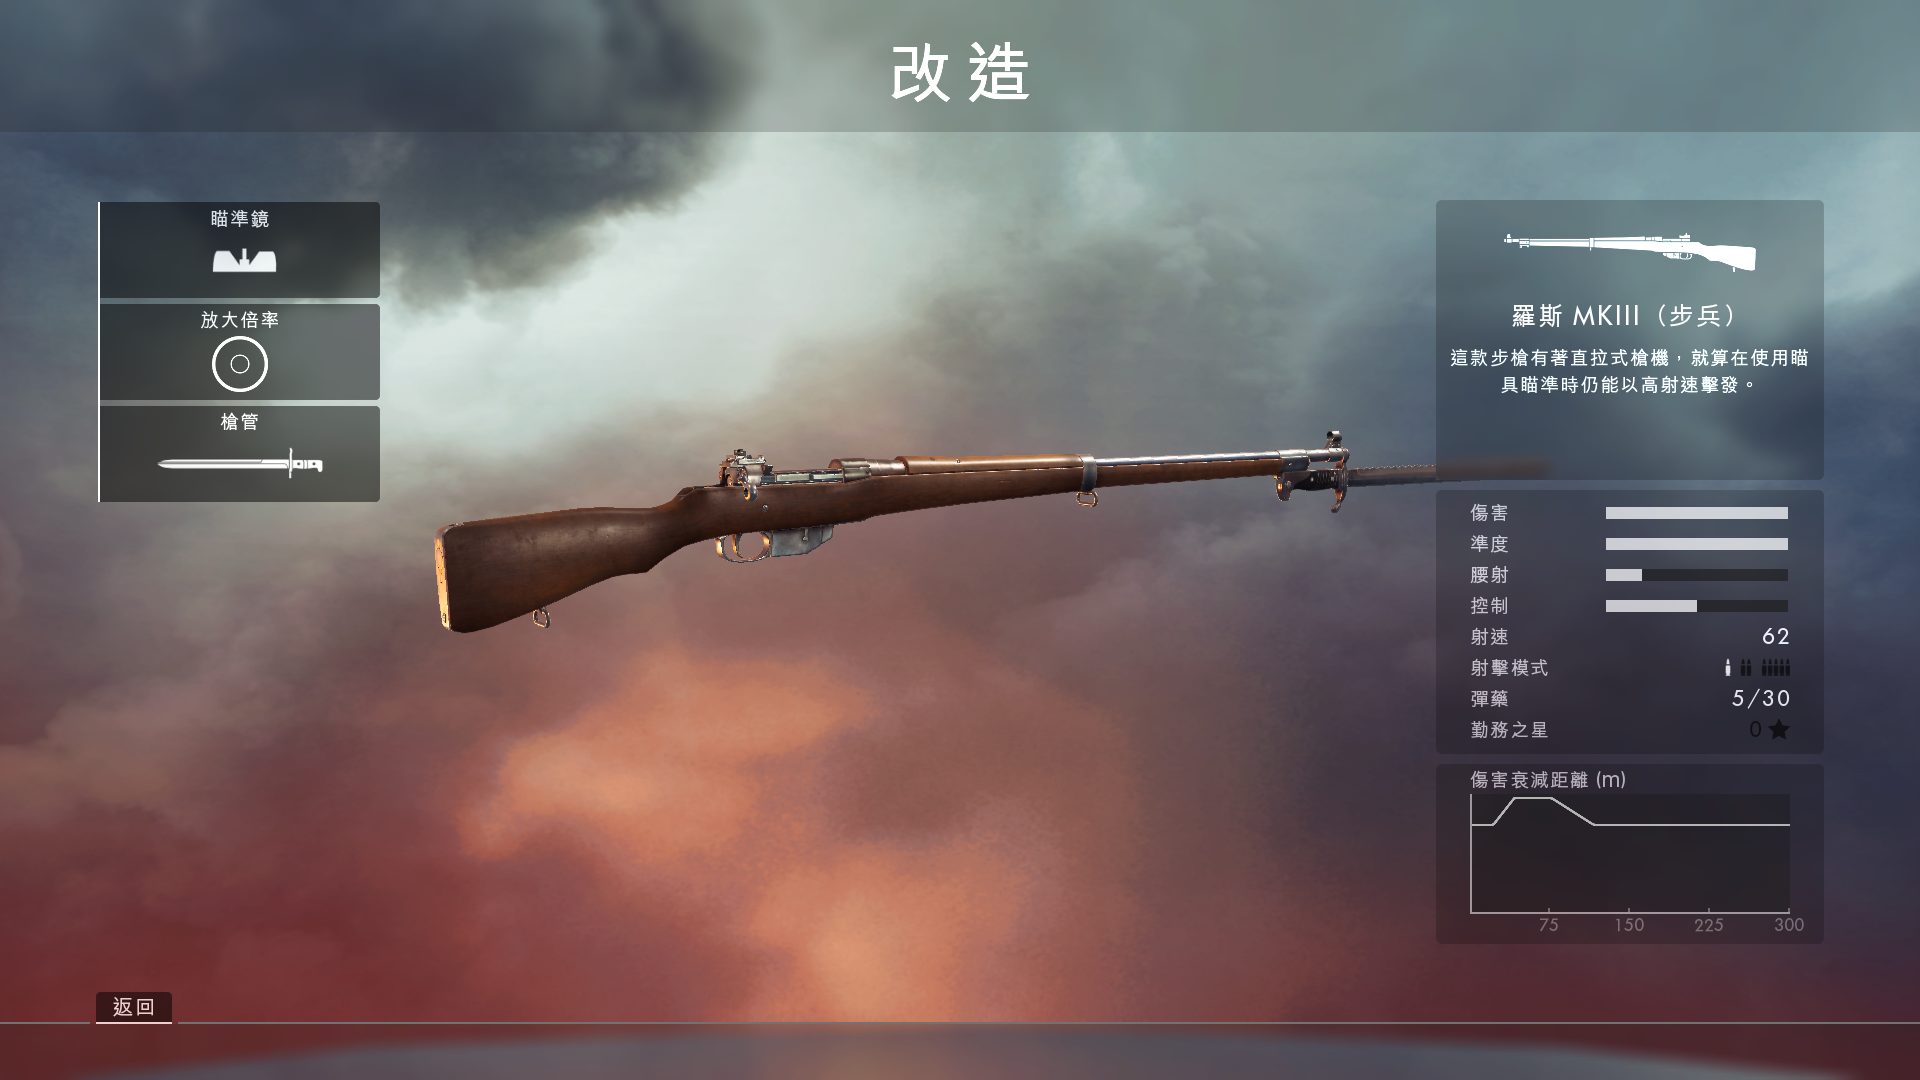 改造
瞄準鏡
放大倍率
槍管
羅斯 MKIII（步兵）
這款步槍有著直拉式槍機，就算在使用瞄
具瞄準時仍能以高射速擊發。
傷害
準度
腰射
控制
射速 62
射擊模式
彈藥 5/30
勤務之星 0
傷害衰減距離 (m)
75 150 225 300
返回